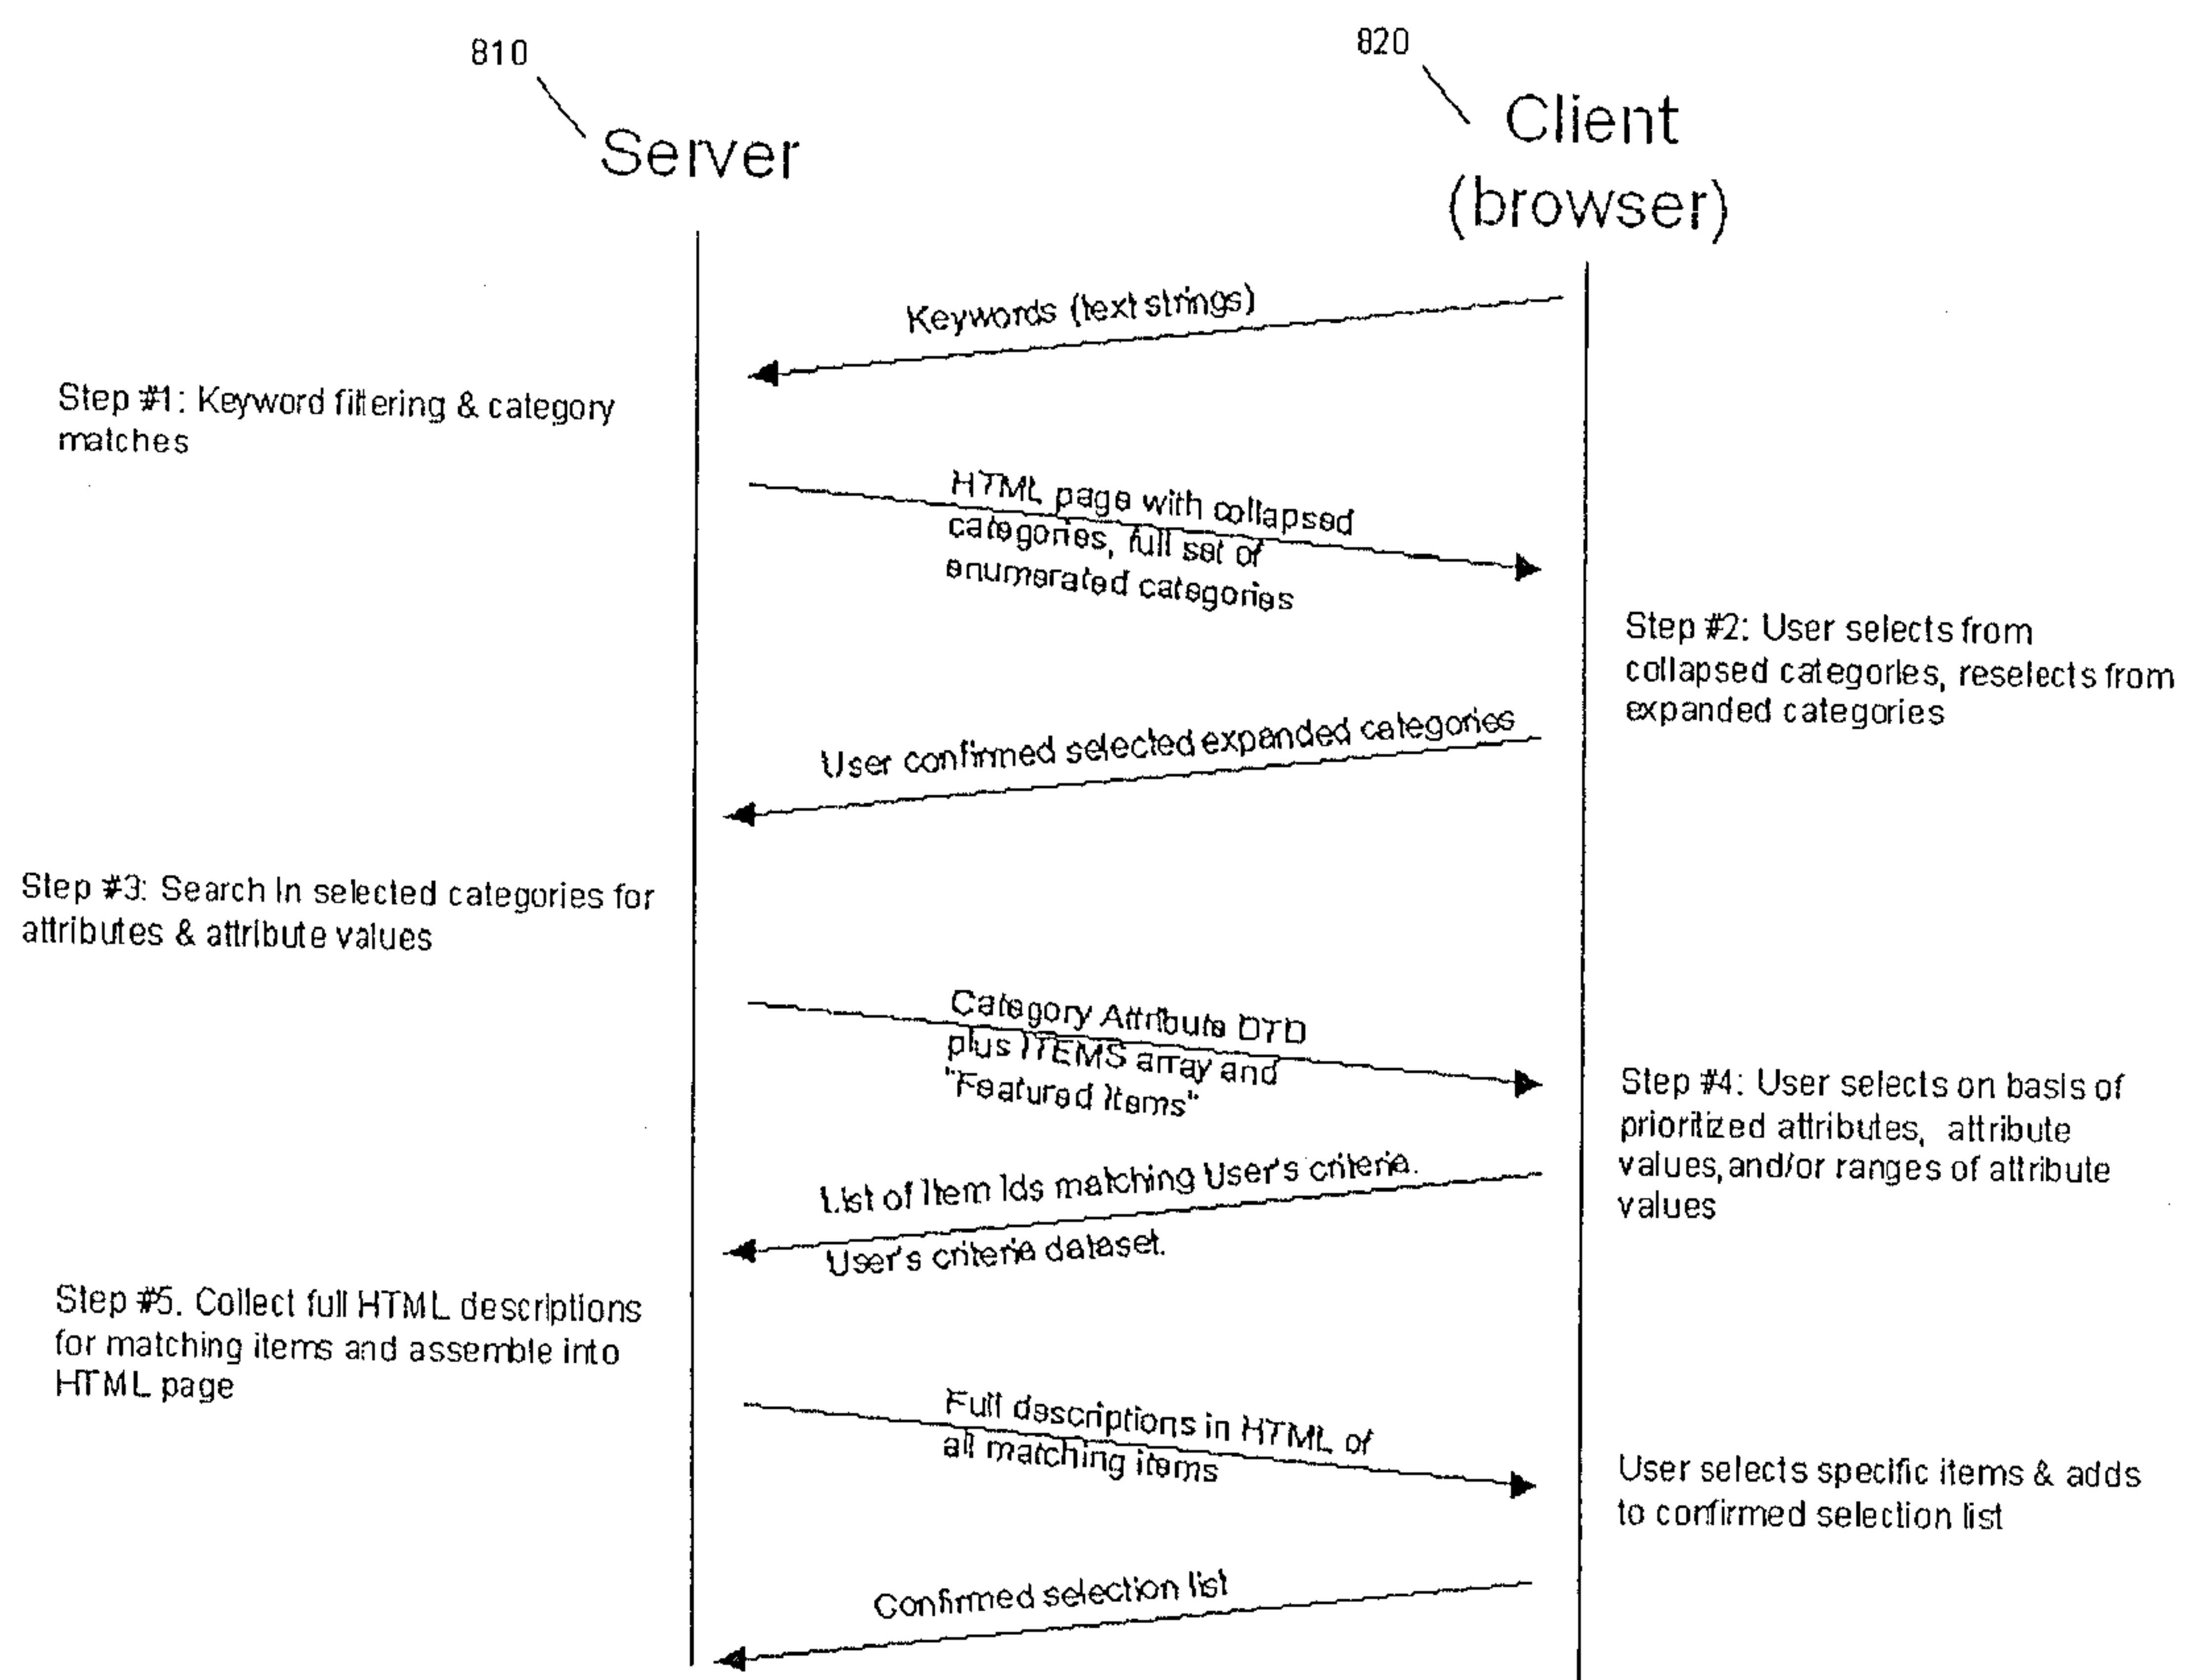 810
820
Server
Client
(browser)
Keywords (text strings)
Step #1: Keyword filtering & category
matches
HTML page with collapsed
categories, full set of
enumerated categories
Step #2: User selects from
collapsed categories, reselects from
expanded categories
User confirmed selected expanded categories
Step #3: Search in selected categories for
attributes & attribute values
Category Attribute DTD
plus ITEMS array and
"Featured Items"
Step #4: User selects on basis of
prioritized attributes, attribute
values, and/or ranges of attribute
values
List of Item Ids matching User's criteria.
User's criteria dataset.
Step #5. Collect full HTML descriptions
for matching items and assemble into
HTML page
Full descriptions in HTML of
all matching items
User selects specific items & adds
to confirmed selection list
Confirmed selection list